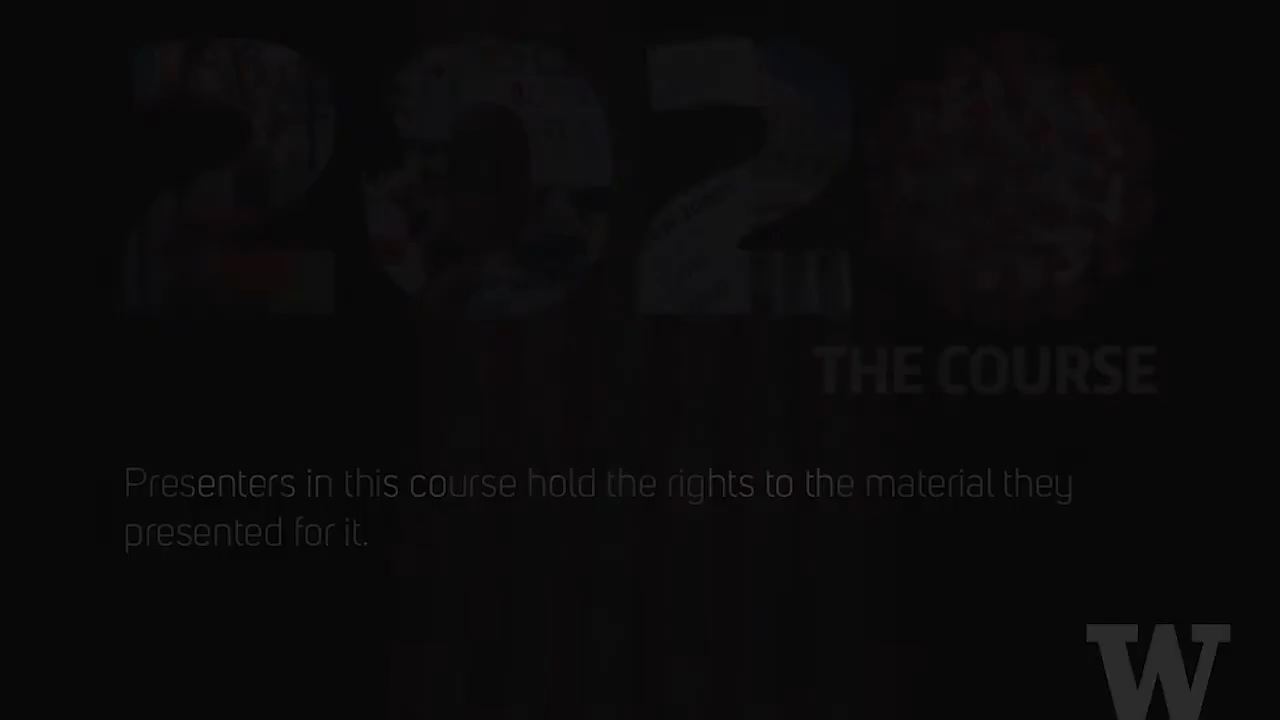 2020
THE COURSE
Presenters in this course hold the rights to the material they
presented for it.
W